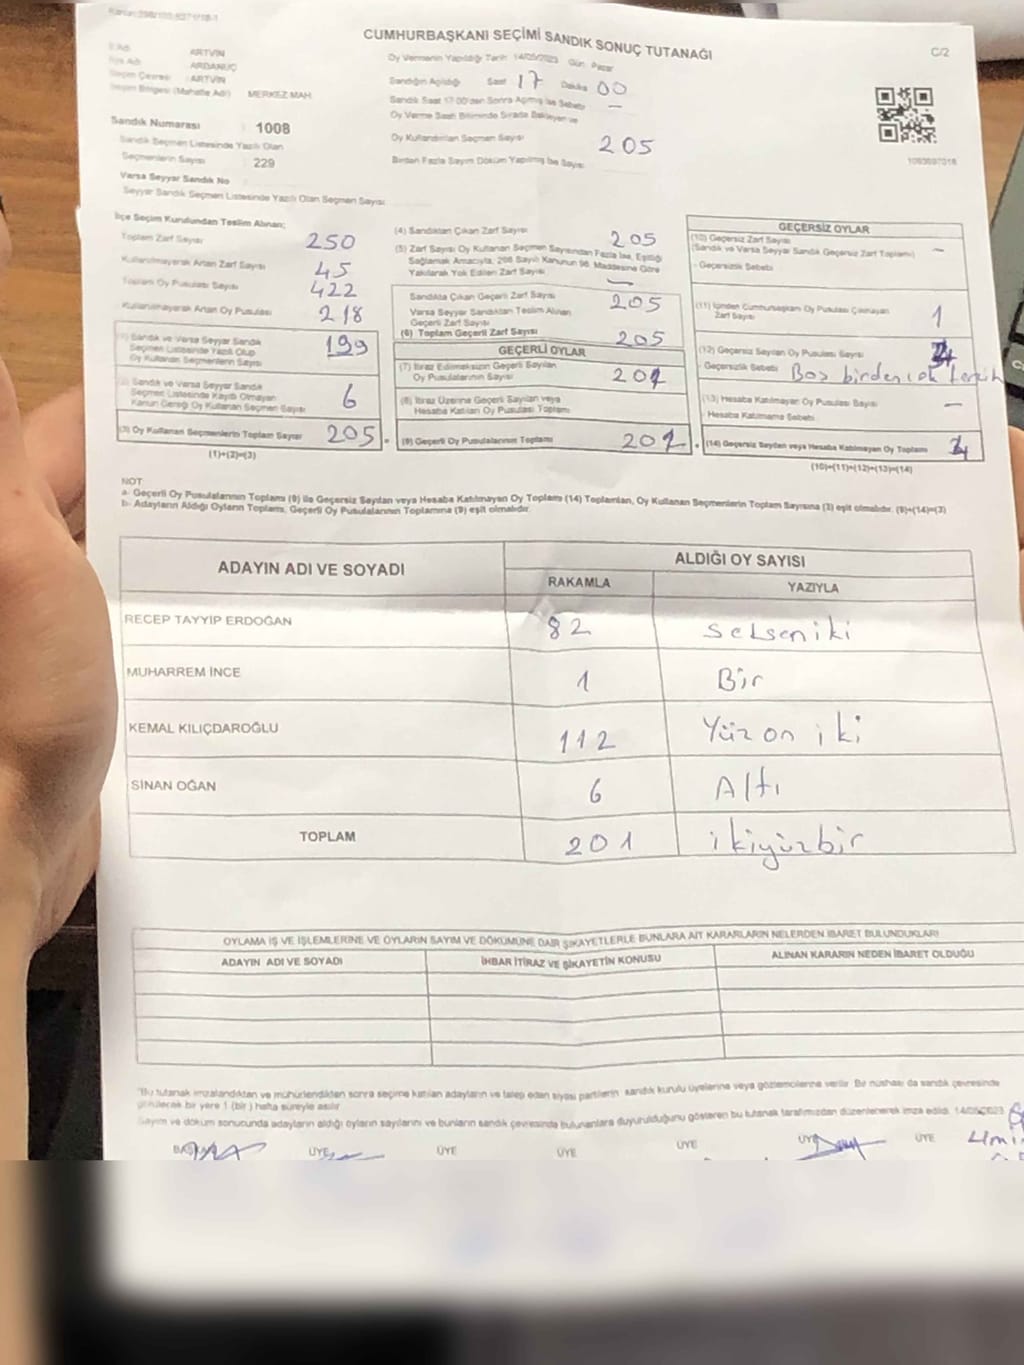 CUMHURBAŞKANI SEÇİMİ SANDIK SONUÇ TUTANAĞI
C/2
İl Adı : ARTVİN
İlçe Adı : ARDANUÇ
Seçim Çevresi : ARTVİN
Seçim Bölgesi (Mahalle Adı) MERKEZ MAH.
Oy Vermenin Yapıldığı Tarih 14/05/2023 Gün Pazar
Sandığın Açıldığı Saat 17 Dakika 00
Sandık Saat 17:00'den Sonra Açılmış İse Sebebi —
Oy Verme Saati Bitiminde Sırada Bekleyen ve
Oy Kullandırılan Seçmen Sayısı 205
Birden Fazla Sayım Döküm Yapılmış İse Sayısı
Sandık Numarası : 1008
Sandık Seçmen Listesinde Yazılı Olan
Seçmenlerin Sayısı : 229
Varsa Seyyar Sandık No
Seyyar Sandık Seçmen Listesinde Yazılı Olan Seçmen Sayısı
İlçe Seçim Kurulundan Teslim Alınan;
Toplam Zarf Sayısı 250
Kullanılmayarak Artan Zarf Sayısı 45
Toplam Oy Pusulası Sayısı 422
Kullanılmayarak Artan Oy Pusulası 218
(1) Sandık ve Varsa Seyyar Sandık
Seçmen Listesinde Yazılı Olup
Oy Kullanan Seçmenlerin Sayısı 199
(2) Sandık ve Varsa Seyyar Sandık
Seçmen Listesinde Kayıtlı Olmayan
Kanun Gereği Oy Kullanan Seçmen Sayısı 6
(3) Oy Kullanan Seçmenlerin Toplam Sayısı 205
(1)+(2)=(3)
(4) Sandıktan Çıkan Zarf Sayısı 205
(5) Zarf Sayısı Oy Kullanan Seçmen Sayısından Fazla İse, Eşitliği
Sağlamak Amacıyla, 298 Sayılı Kanunun 98. Maddesine Göre
Yakılarak Yok Edilen Zarf Sayısı —
Sandıkta Çıkan Geçerli Zarf Sayısı 205
Varsa Seyyar Sandıktan Teslim Alınan
Geçerli Zarf Sayısı
(6) Toplam Geçerli Zarf Sayısı 205
GEÇERLİ OYLAR
(7) İtiraz Edilmeksizin Geçerli Sayılan
Oy Pusulalarının Sayısı 201
(8) İtiraz Üzerine Geçerli Sayılan veya
Hesaba Katılan Oy Pusulası Toplamı
(9) Geçerli Oy Pusulalarının Toplamı 201
GEÇERSİZ OYLAR
(10) Geçersiz Zarf Sayısı
(Sandık ve Varsa Seyyar Sandık Geçersiz Zarf Toplamı) —
- Geçersizlik Sebebi
(11) İçinden Cumhurbaşkanı Oy Pusulası Çıkmayan
Zarf Sayısı 1
(12) Geçersiz Sayılan Oy Pusulası Sayısı
- Geçersizlik Sebebi Boş birden çok tercih
(13) Hesaba Katılmayan Oy Pusulası Sayısı —
- Hesaba Katılmama Sebebi
(14) Geçersiz Sayılan veya Hesaba Katılmayan Oy Toplamı
(10)+(11)+(12)+(13)=(14)
NOT
a- Geçerli Oy Pusulalarının Toplamı (9) ile Geçersiz Sayılan veya Hesaba Katılmayan Oy Toplamı (14) Toplamları, Oy Kullanan Seçmenlerin Toplam Sayısına (3) eşit olmalıdır. (9)+(14)=(3)
b- Adayların Aldığı Oyların Toplamı, Geçerli Oy Pusulalarının Toplamına (9) eşit olmalıdır.
ADAYIN ADI VE SOYADI
ALDIĞI OY SAYISI
RAKAMLA YAZIYLA
RECEP TAYYİP ERDOĞAN 82 Seksen iki
MUHARREM İNCE 1 Bir
KEMAL KILIÇDAROĞLU 112 Yüz on iki
SİNAN OĞAN 6 Altı
TOPLAM 201 ikiyüzbir
OYLAMA İŞ VE İŞLEMLERİNE VE OYLARIN SAYIM VE DÖKÜMÜNE DAİR ŞİKAYETLERLE BUNLARA AİT KARARLARIN NELERDEN İBARET BULUNDUKLARI
ADAYIN ADI VE SOYADI İHBAR İTİRAZ VE ŞİKAYETİN KONUSU ALINAN KARARIN NEDEN İBARET OLDUĞU
"Bu tutanak imzalandıktan ve mühürlendikten sonra seçime katılan adayların ve talep eden siyasi partilerin sandık kurulu üyelerine veya gözlemcilerine verilir. Bir nüshası da sandık çevresinde
görülecek bir yere 1 (bir) hafta süreyle asılır.
Sayım ve döküm sonucunda adayların aldığı oyların sayılarını ve bunların sandık çevresinde bulunanlara duyurulduğunu gösteren bu tutanak tarafımızdan düzenlenerek imza edildi. 14/05/2023
BAŞKAN ÜYE ÜYE ÜYE ÜYE ÜYE ÜYE